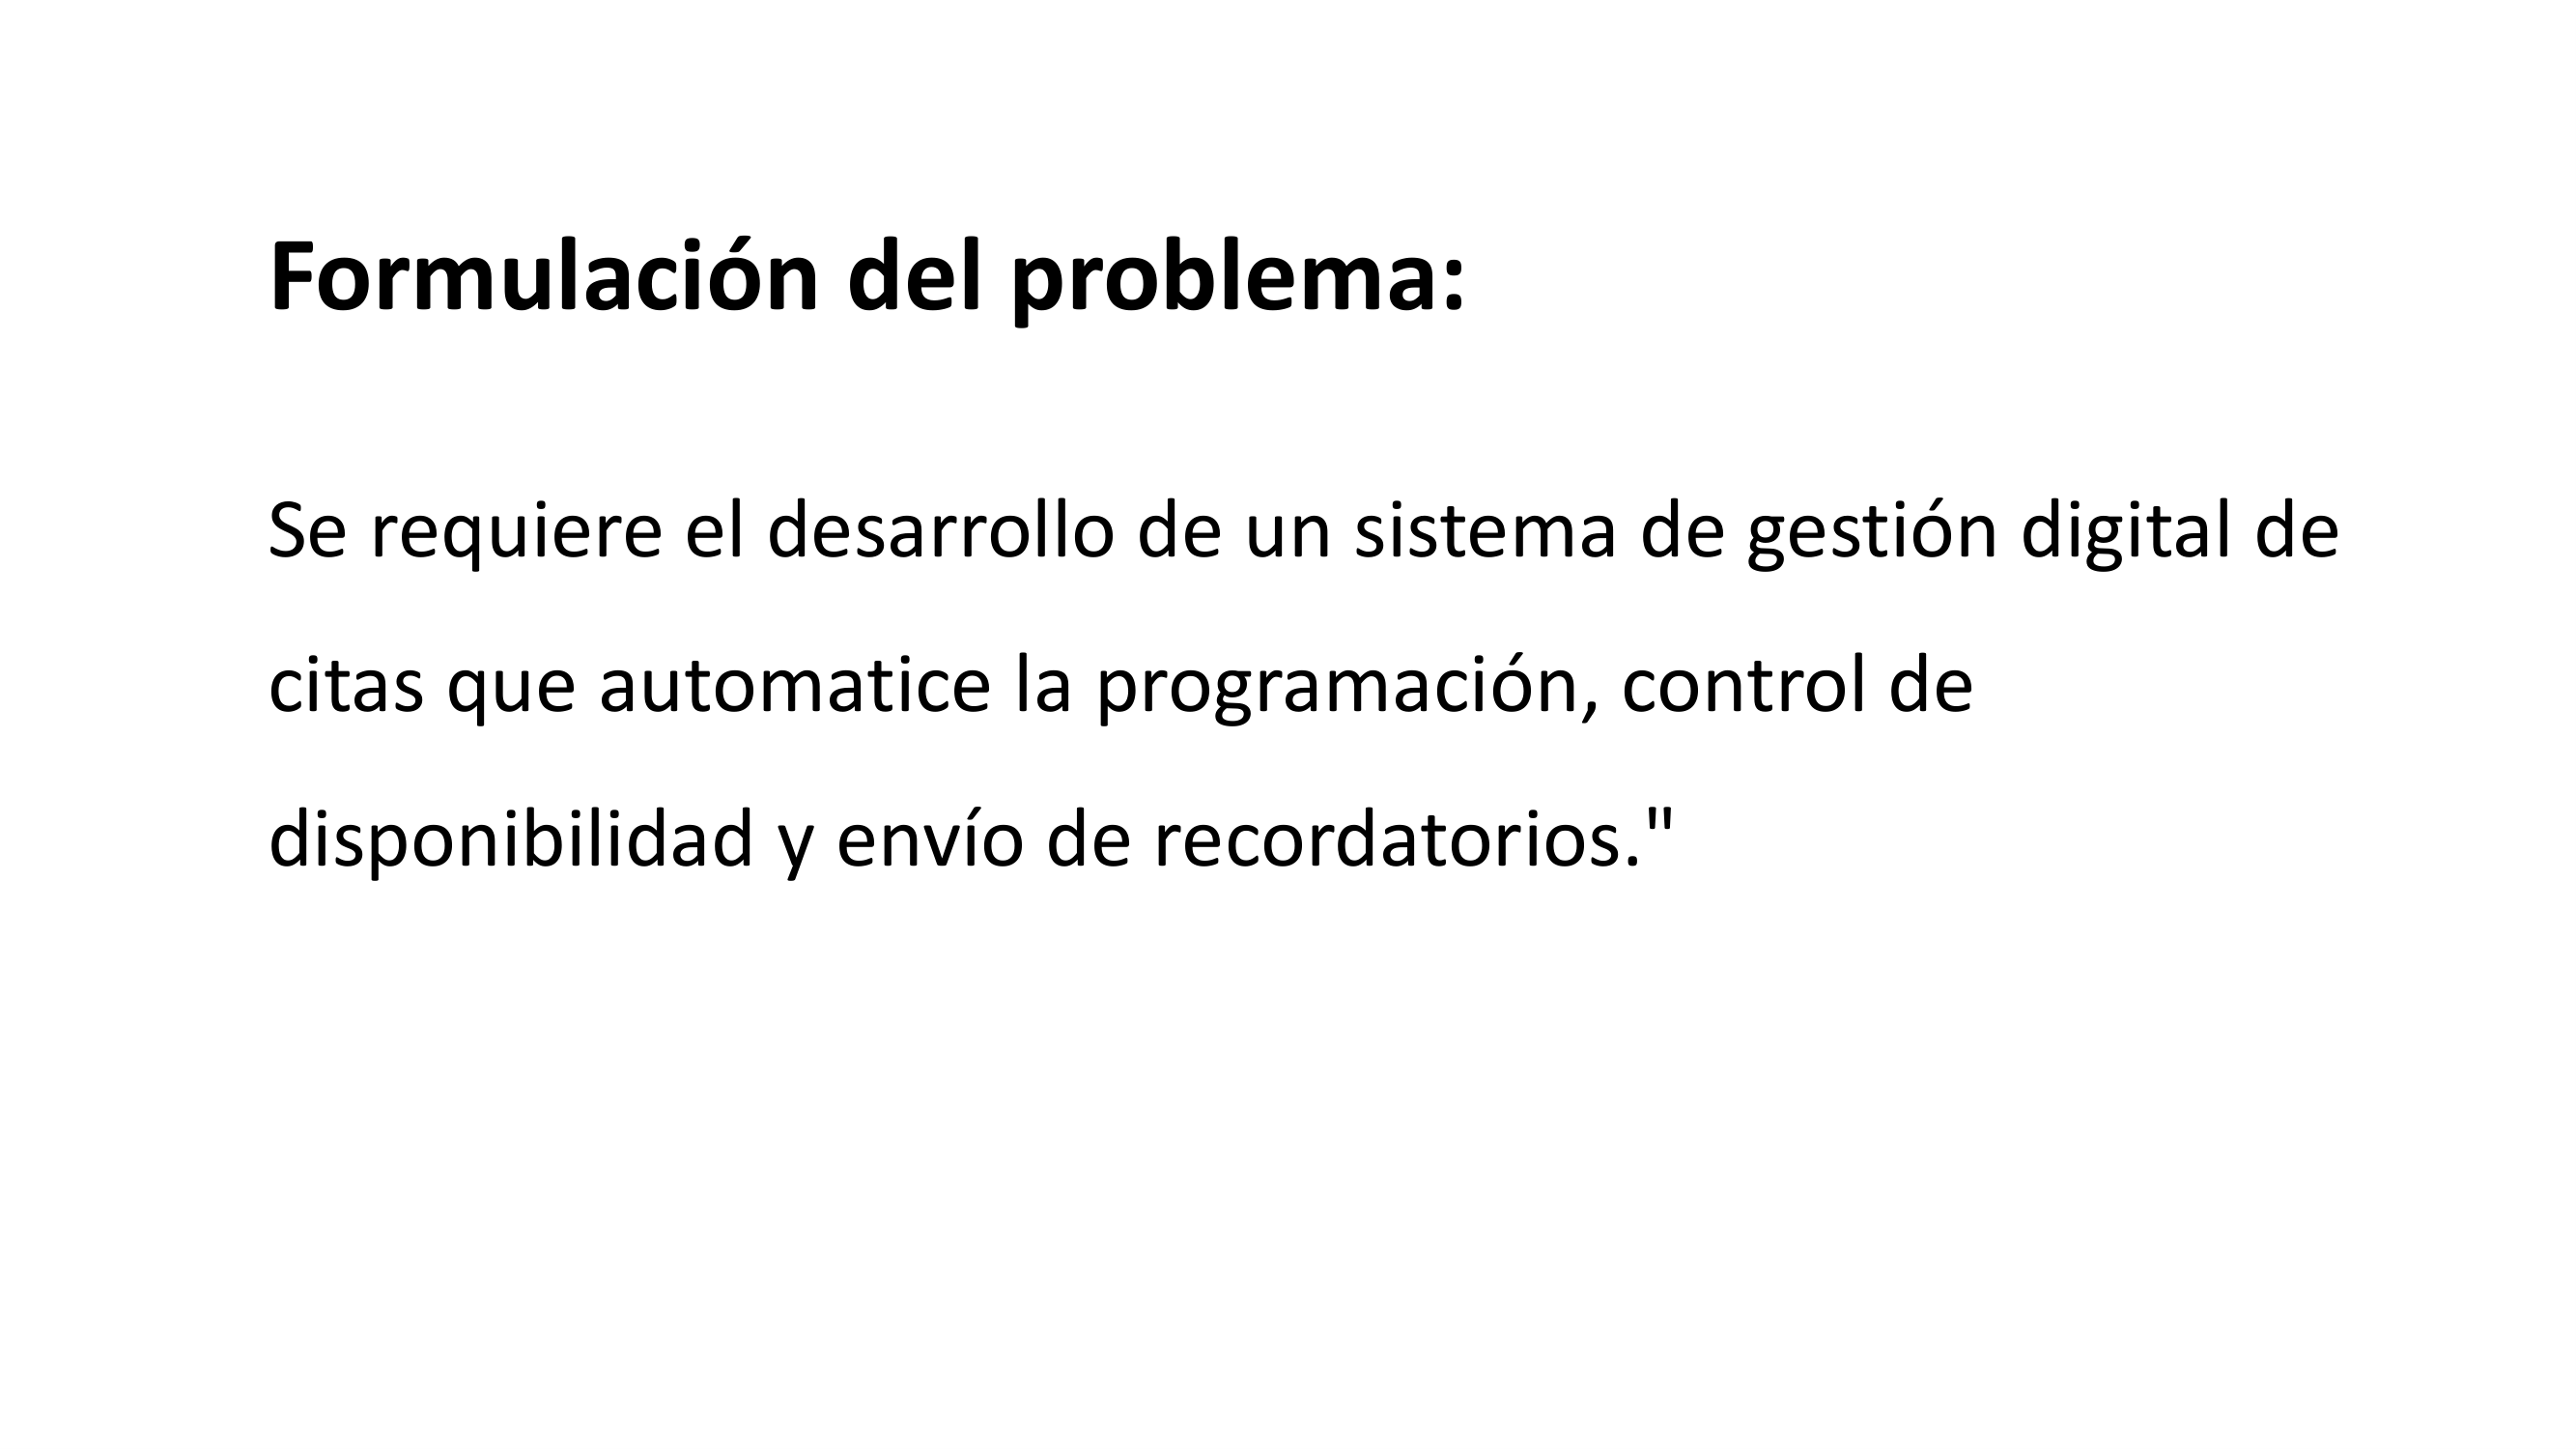 Formulación del problema:
Se requiere el desarrollo de un sistema de gestión digital de
citas que automatice la programación, control de
disponibilidad y envío de recordatorios."